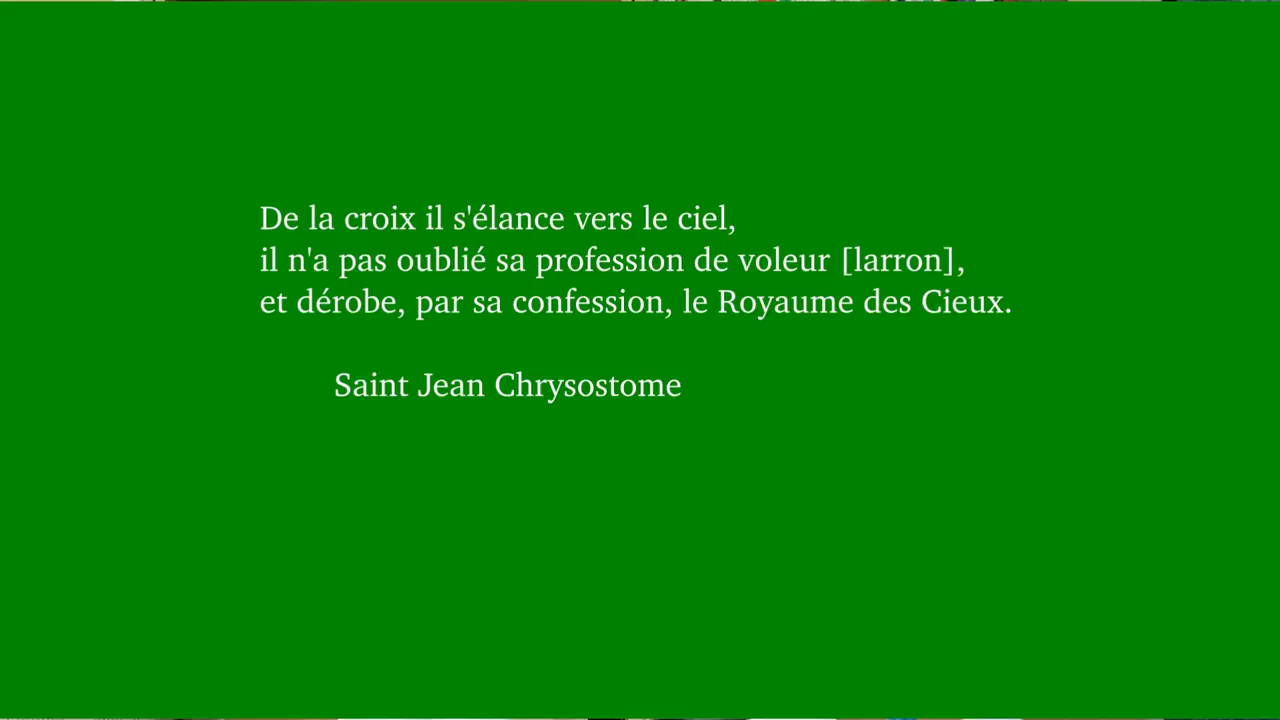 De la croix il s'élance vers le ciel,
il n'a pas oublié sa profession de voleur [larron],
et dérobe, par sa confession, le Royaume des Cieux.
Saint Jean Chrysostome